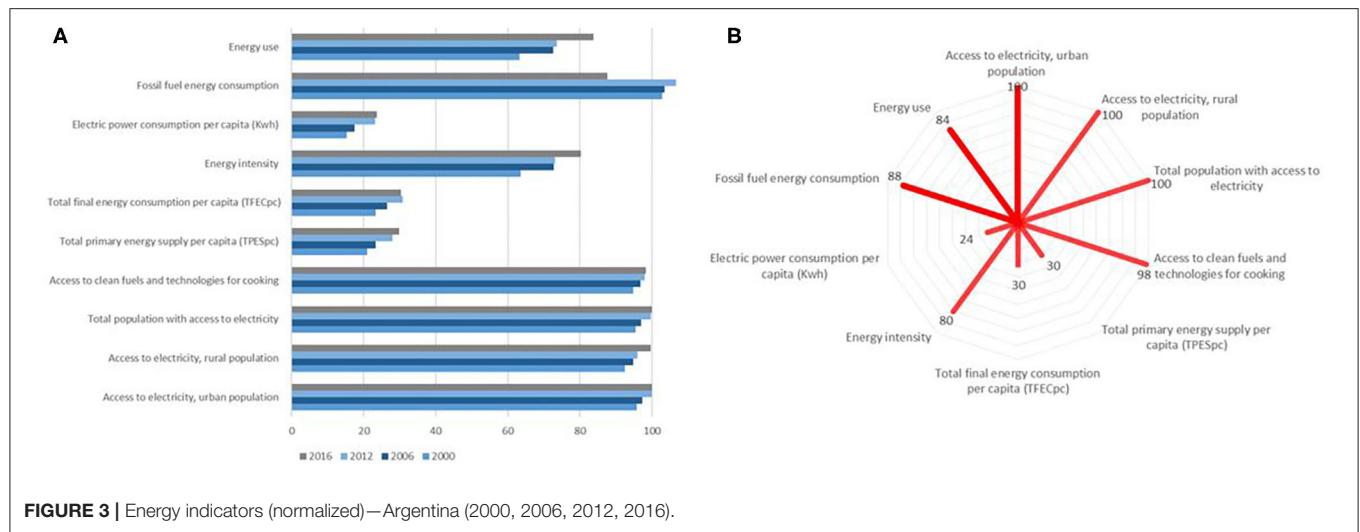 A
Energy use
Fossil fuel energy consumption
Electric power consumption per capita (Kwh)
Energy intensity
Total final energy consumption per capita (TFECpc)
Total primary energy supply per capita (TPESpc)
Access to clean fuels and technologies for cooking
Total population with access to electricity
Access to electricity, rural population
Access to electricity, urban population
0 20 40 60 80 100
2016 2012 2006 2000
B
Access to electricity, urban
population
100
Access to electricity, rural
population
100
Total population with access to
electricity
100
Access to clean fuels and
technologies for cooking
98
Total primary energy supply per
capita (TPESpc)
30
Total final energy consumption
per capita (TFECpc)
30
Energy intensity
80
Electric power consumption per
capita (Kwh)
24
Fossil fuel energy consumption
88
Energy use
84
FIGURE 3 | Energy indicators (normalized)—Argentina (2000, 2006, 2012, 2016).